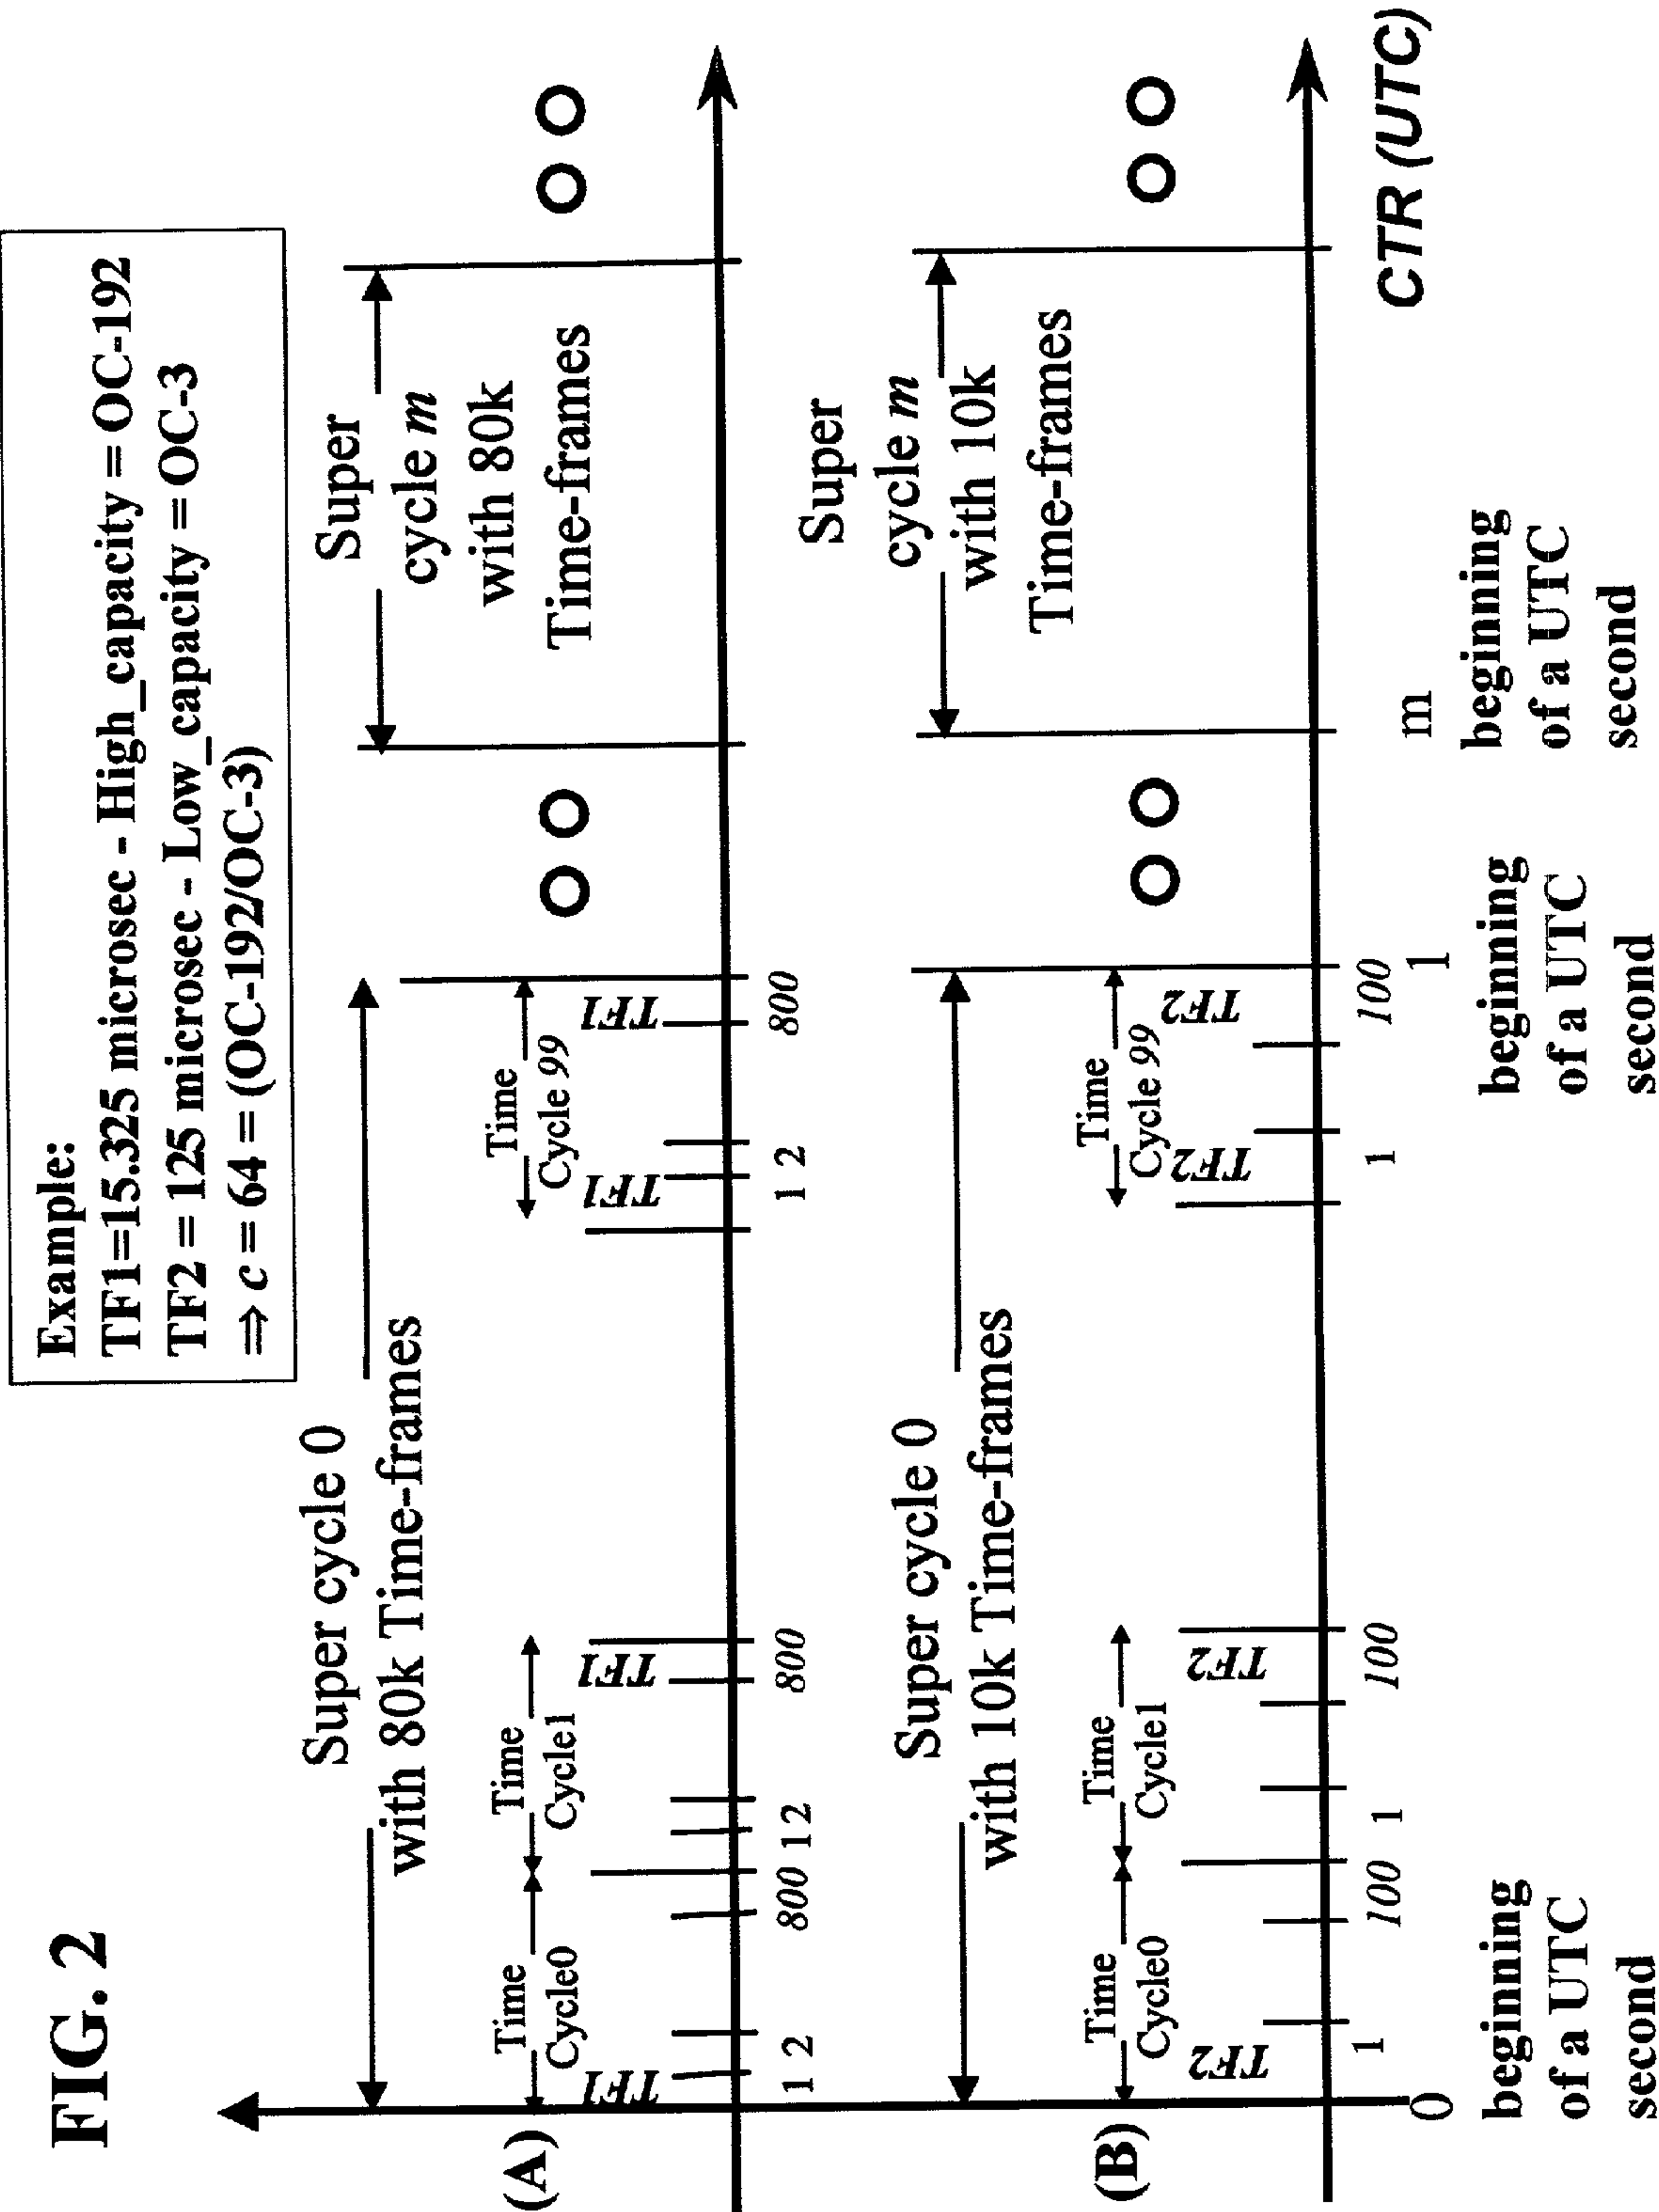 FIG. 2
Example:
TF1=15.325 microsec - High_capacity = OC-192
TF2 = 125 microsec - Low_capacity = OC-3
⇒ c = 64 = (OC-192/OC-3)
(A)
Super cycle 0
with 80k Time-frames
Super
cycle m
with 80k
Time-frames
Time
Cycle0
Time
Cycle1
Time
Cycle 99
TF1
TF1
TF1
TF1
1 2
800
1 2
800
1 2
800
(B)
Super cycle 0
with 10k Time-frames
Super
cycle m
with 10k
Time-frames
Time
Cycle0
Time
Cycle1
Time
Cycle 99
TF2
TF2
TF2
TF2
1
100
1
100
1
100
0
1
m
CTR (UTC)
beginning
of a UTC
second
beginning
of a UTC
second
beginning
of a UTC
second